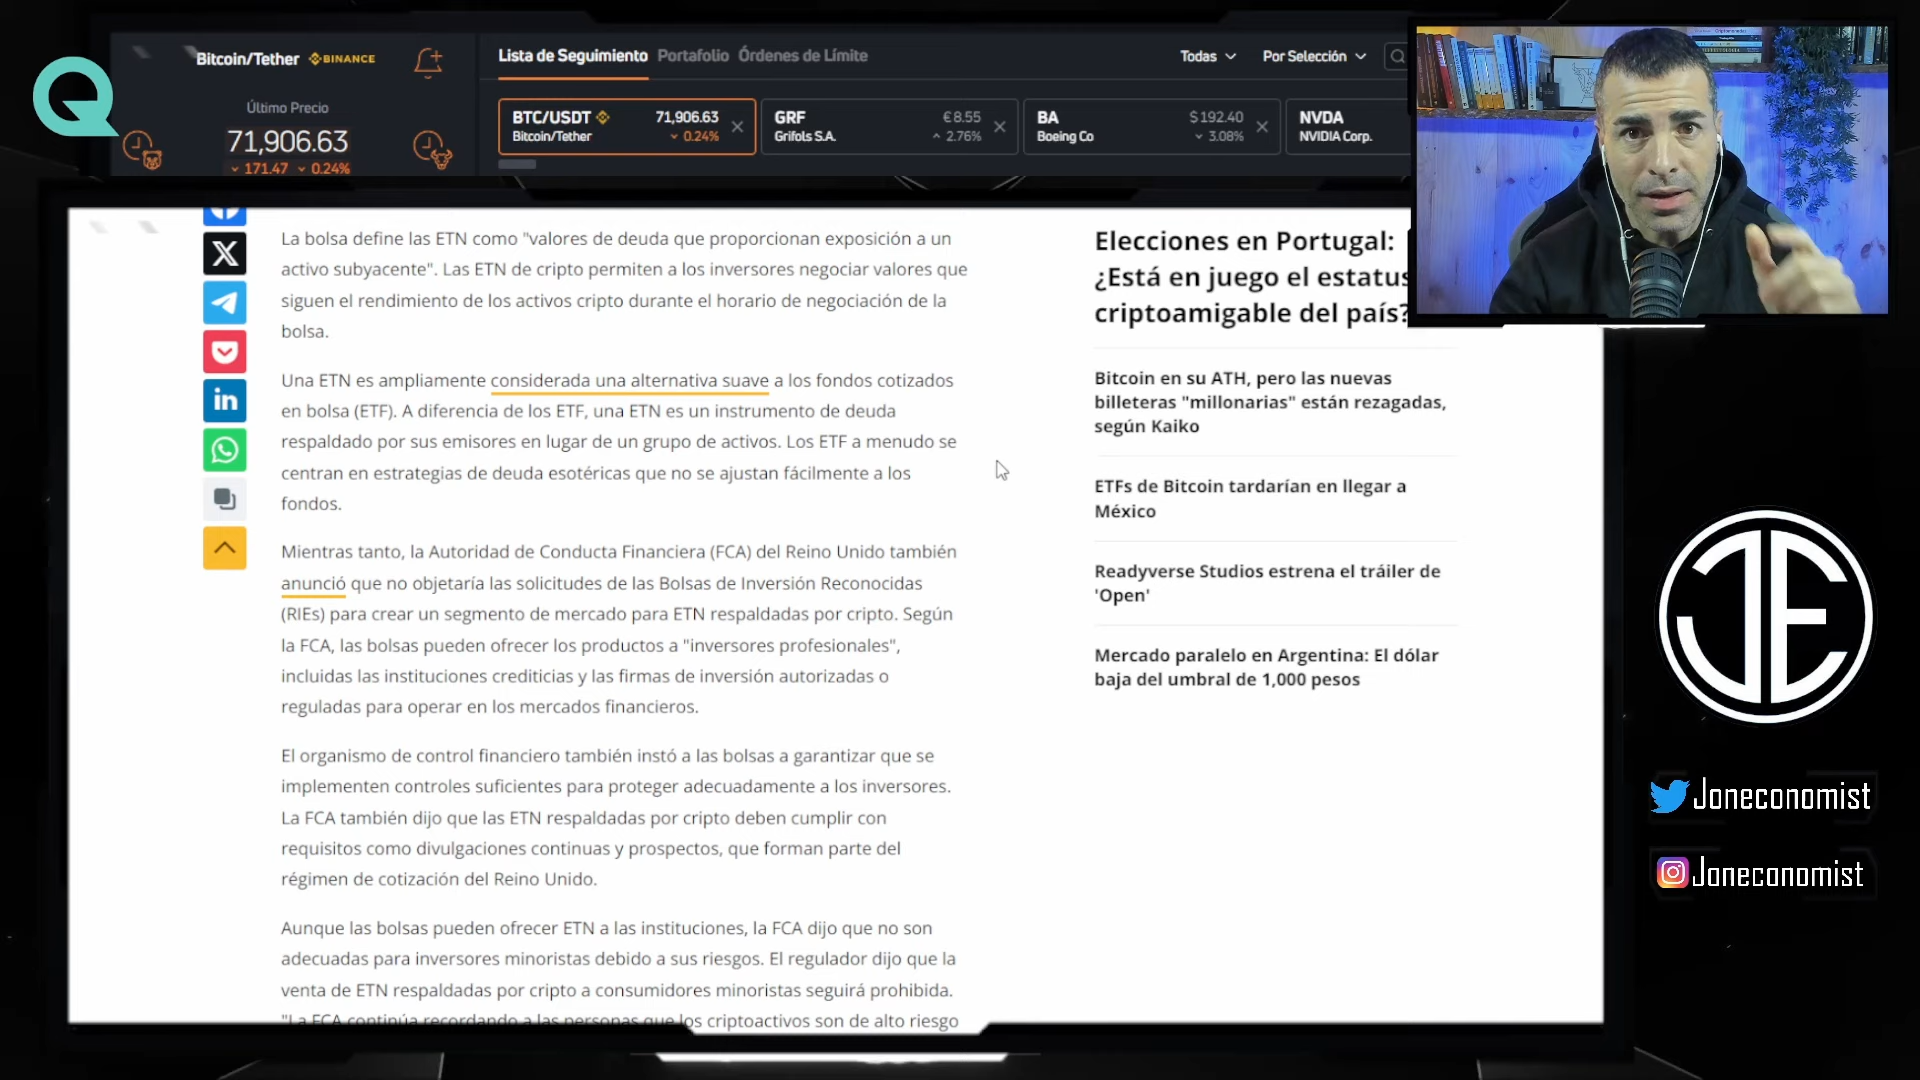 Bitcoin/Tether BINANCE
Último Precio
71,906.63
171.47 0.24%
Lista de Seguimiento Portafolio Órdenes de Límite
Todas Por Selección
BTC/USDT 71,906.63
Bitcoin/Tether 0.24%
GRF €8.55
Grifols S.A. 2.76%
BA $192.40
Boeing Co 3.08%
NVDA
NVIDIA Corp.
La bolsa define las ETN como "valores de deuda que proporcionan exposición a un
activo subyacente". Las ETN de cripto permiten a los inversores negociar valores que
siguen el rendimiento de los activos cripto durante el horario de negociación de la
bolsa.
Una ETN es ampliamente considerada una alternativa suave a los fondos cotizados
en bolsa (ETF). A diferencia de los ETF, una ETN es un instrumento de deuda
respaldado por sus emisores en lugar de un grupo de activos. Los ETF a menudo se
centran en estrategias de deuda esotéricas que no se ajustan fácilmente a los
fondos.
Mientras tanto, la Autoridad de Conducta Financiera (FCA) del Reino Unido también
anunció que no objetaría las solicitudes de las Bolsas de Inversión Reconocidas
(RIEs) para crear un segmento de mercado para ETN respaldadas por cripto. Según
la FCA, las bolsas pueden ofrecer los productos a "inversores profesionales",
incluidas las instituciones crediticias y las firmas de inversión autorizadas o
reguladas para operar en los mercados financieros.
El organismo de control financiero también instó a las bolsas a garantizar que se
implementen controles suficientes para proteger adecuadamente a los inversores.
La FCA también dijo que las ETN respaldadas por cripto deben cumplir con
requisitos como divulgaciones continuas y prospectos, que forman parte del
régimen de cotización del Reino Unido.
Aunque las bolsas pueden ofrecer ETN a las instituciones, la FCA dijo que no son
adecuadas para inversores minoristas debido a sus riesgos. El regulador dijo que la
venta de ETN respaldadas por cripto a consumidores minoristas seguirá prohibida.
"La FCA continúa recordando a las personas que los criptoactivos son de alto riesgo
Elecciones en Portugal:
¿Está en juego el estatus
criptoamigable del país?
Bitcoin en su ATH, pero las nuevas
billeteras "millonarias" están rezagadas,
según Kaiko
ETFs de Bitcoin tardarían en llegar a
México
Readyverse Studios estrena el tráiler de
'Open'
Mercado paralelo en Argentina: El dólar
baja del umbral de 1,000 pesos
JE
Joneconomist
Joneconomist